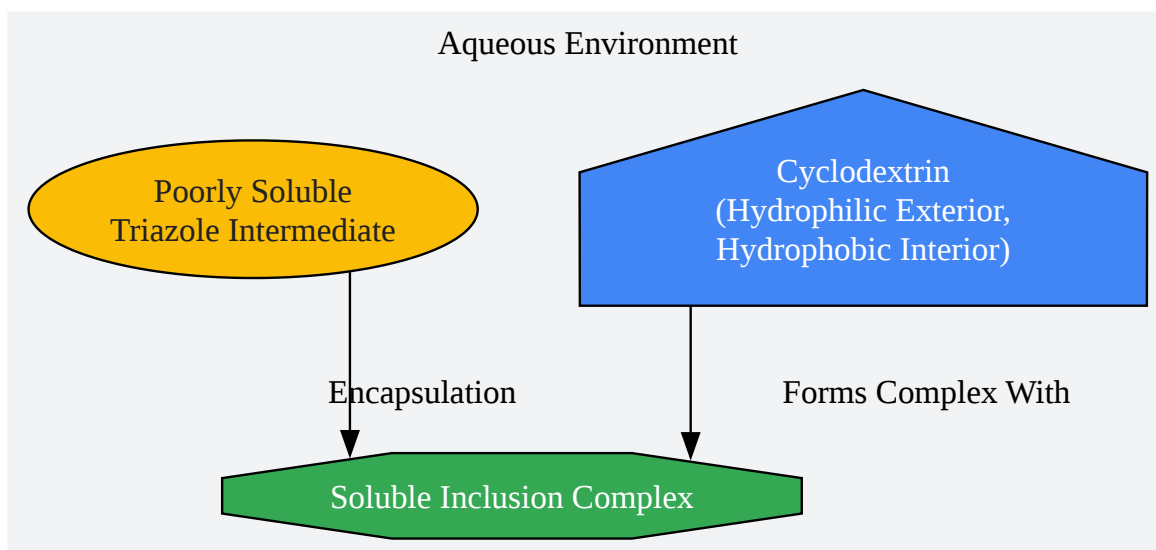 Aqueous Environment
Poorly Soluble
Triazole Intermediate
Cyclodextrin
(Hydrophilic Exterior,
Hydrophobic Interior)
Encapsulation
Forms Complex With
Soluble Inclusion Complex